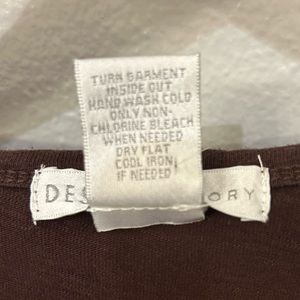 TURN GARMENT
INSIDE OUT
HAND WASH COLD
ONLY NON-
CHLORINE BLEACH
WHEN NEEDED
DRY FLAT
COOL IRON
IF NEEDED
DES
ORY